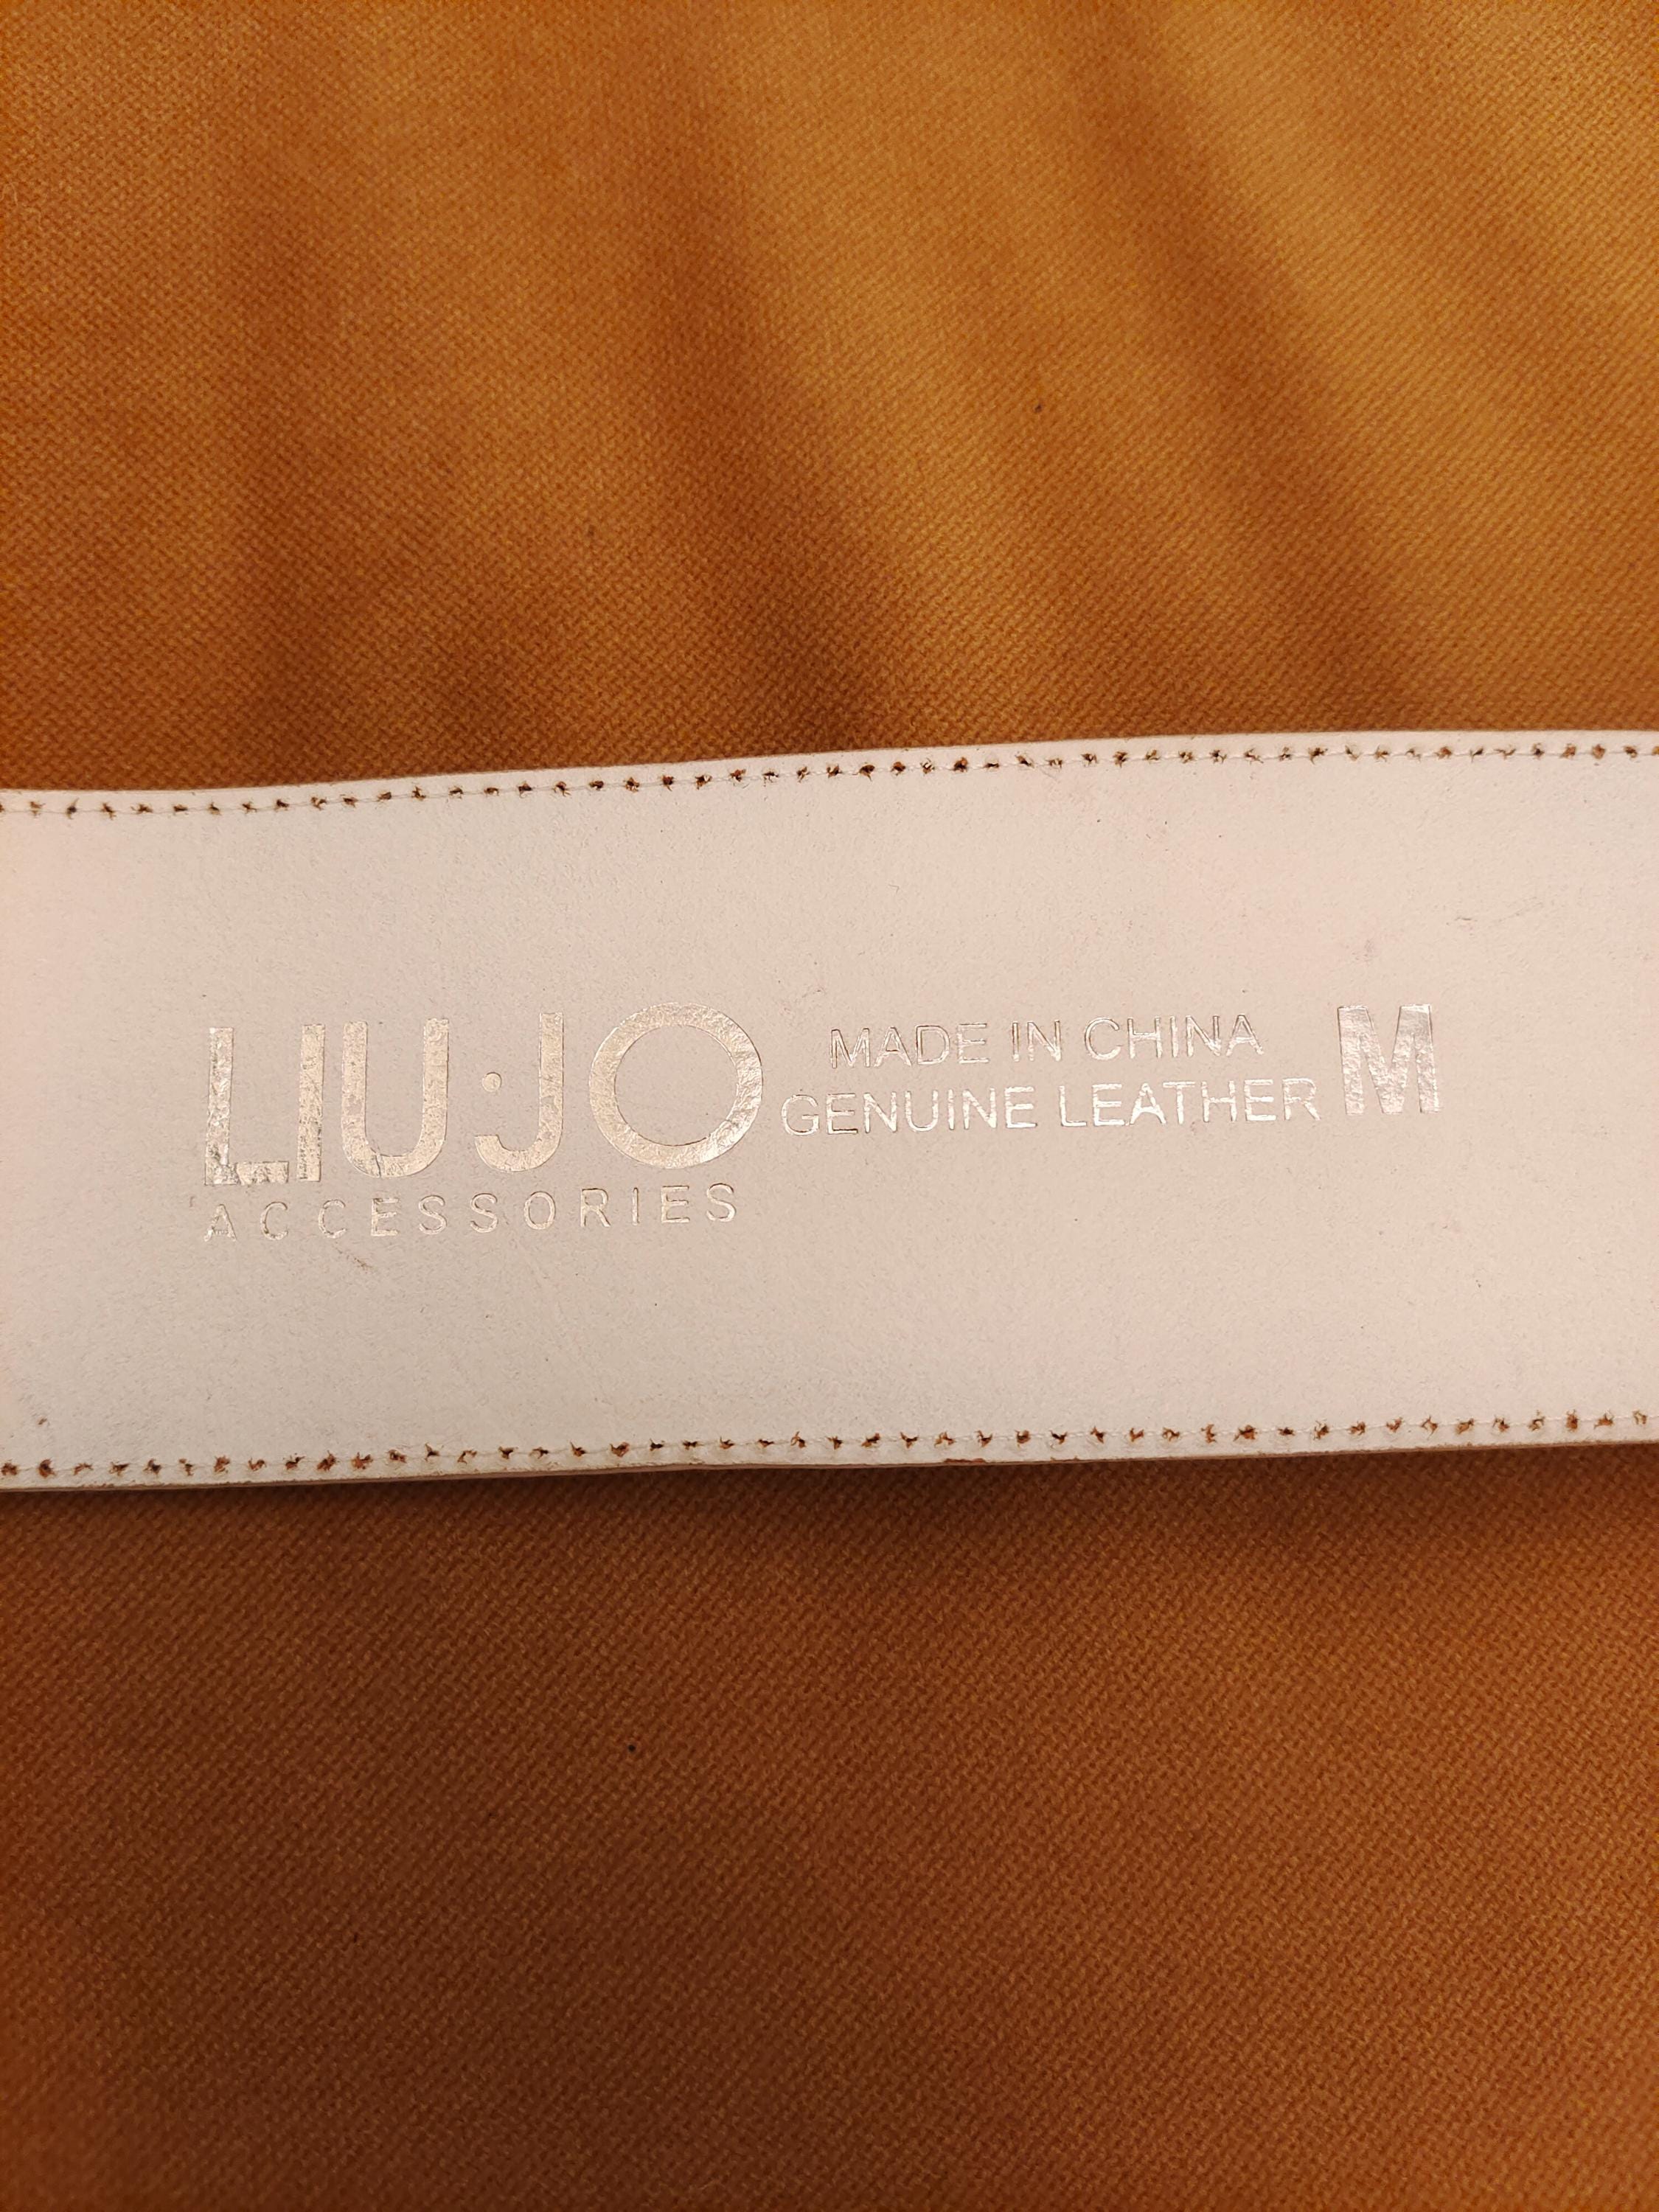 LIU·JO
ACCESSORIES
MADE IN CHINA
GENUINE LEATHER
M